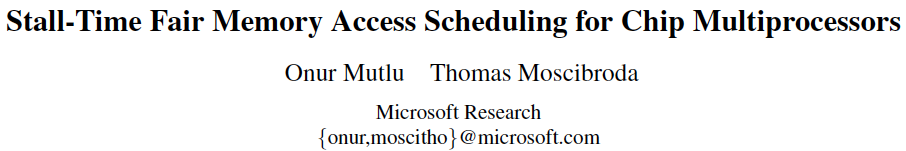 Stall-Time Fair Memory Access Scheduling for Chip Multiprocessors
Onur Mutlu Thomas Moscibroda
Microsoft Research
{onur,moscitho}@microsoft.com